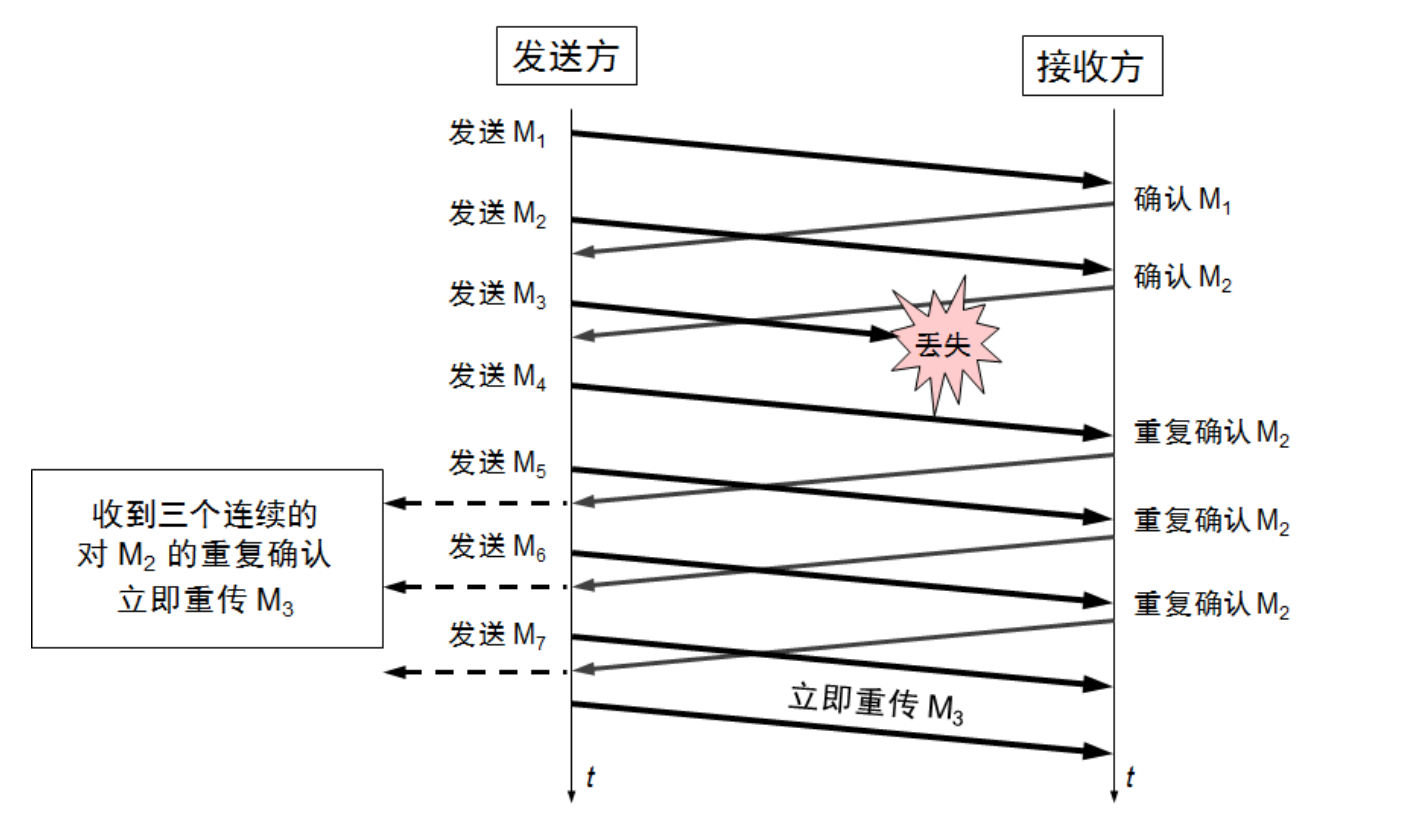 发送方
接收方
发送 M1
确认 M1
发送 M2
确认 M2
发送 M3
丢失
发送 M4
重复确认 M2
发送 M5
重复确认 M2
收到三个连续的
对 M2 的重复确认
立即重传 M3
发送 M6
重复确认 M2
发送 M7
立即重传 M3
t
t